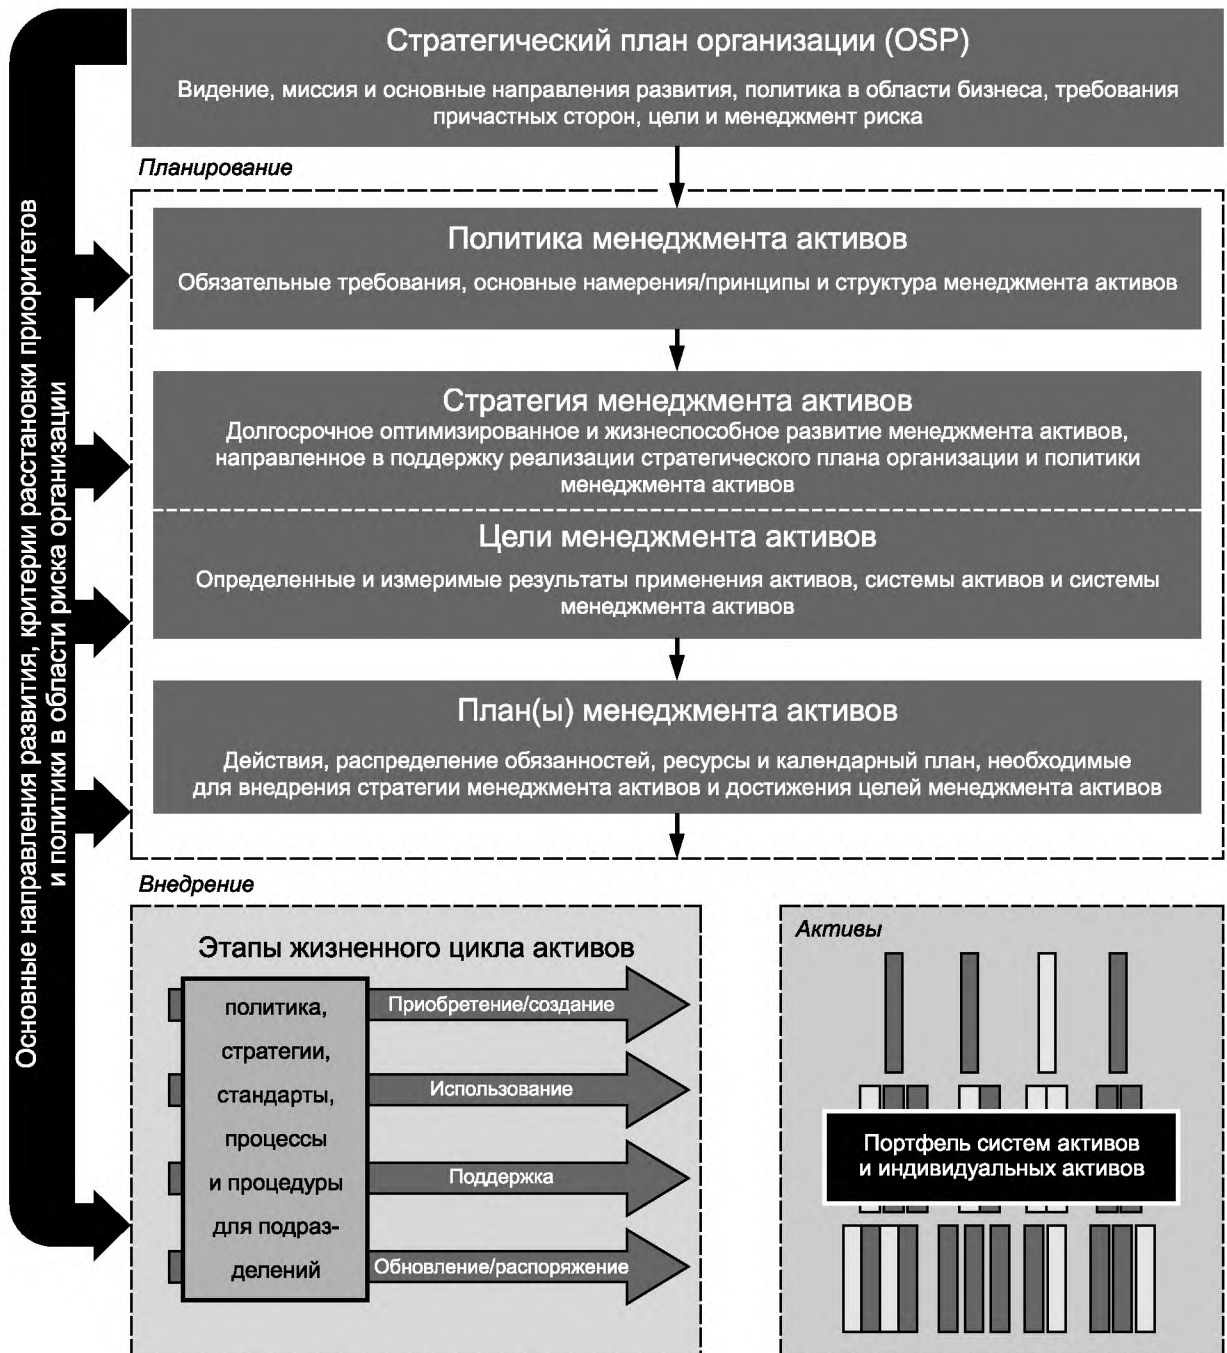 Стратегический план организации (OSP)
Видение, миссия и основные направления развития, политика в области бизнеса, требования
причастных сторон, цели и менеджмент риска
Основные направления развития, критерии расстановки приоритетов
и политики в области риска организации
Планирование
Политика менеджмента активов
Обязательные требования, основные намерения/принципы и структура менеджмента активов
Стратегия менеджмента активов
Долгосрочное оптимизированное и жизнеспособное развитие менеджмента активов,
направленное в поддержку реализации стратегического плана организации и политики
менеджмента активов
Цели менеджмента активов
Определенные и измеримые результаты применения активов, системы активов и системы
менеджмента активов
План(ы) менеджмента активов
Действия, распределение обязанностей, ресурсы и календарный план, необходимые
для внедрения стратегии менеджмента активов и достижения целей менеджмента активов
Внедрение
Этапы жизненного цикла активов
политика,
стратегии,
стандарты,
процессы
и процедуры
для подраз-
делений
Приобретение/создание
Использование
Поддержка
Обновление/распоряжение
Активы
Портфель систем активов
и индивидуальных активов